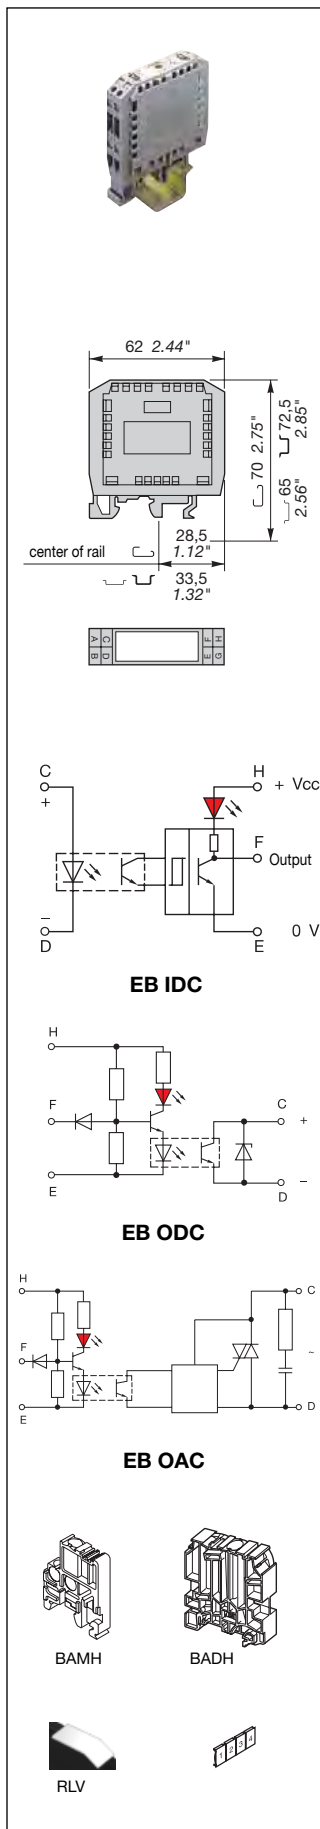 62 2.44"
70 2.75"
72,5 2.85"
65 2.56"
28,5
1.12"
center of rail
33,5
1.32"
A C F H
B D E G
C H
+ + Vcc
F
Output
– 0 V
D E
EB IDC
H
F C +
E D –
EB ODC
H C
F ~
E D
EB OAC
BAMH BADH
RLV 1 2 3 4